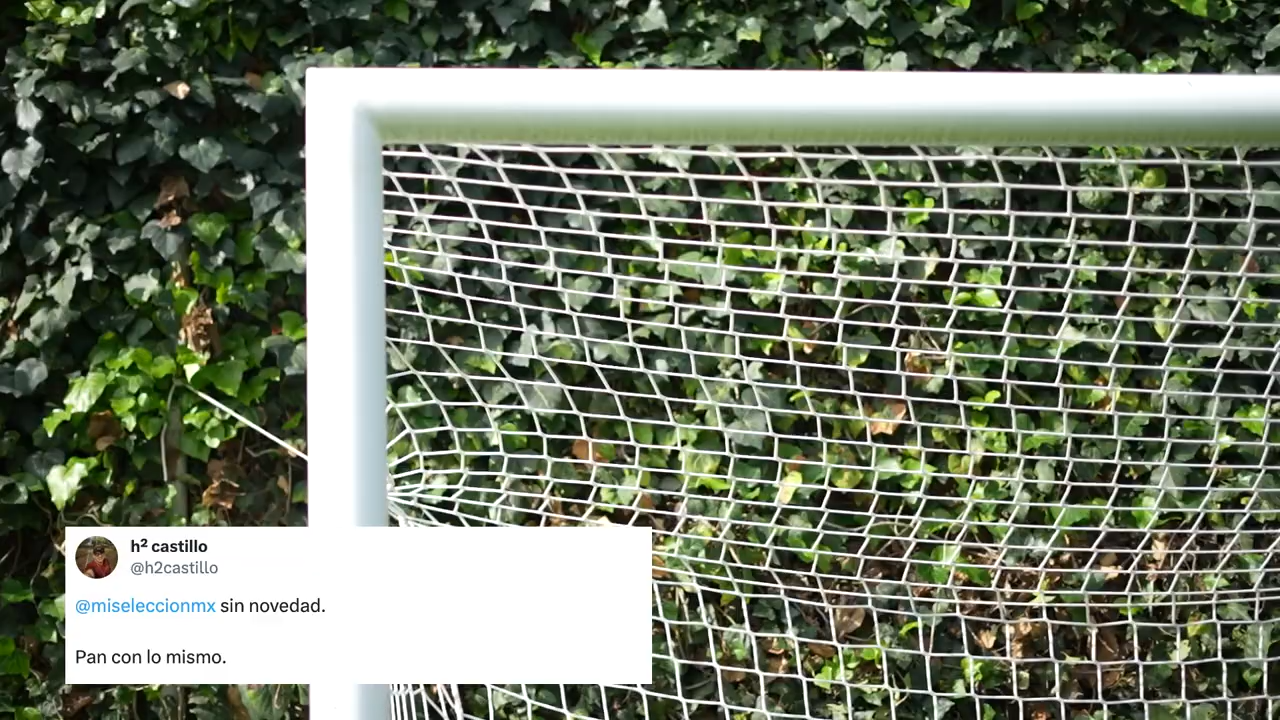 h² castillo
@h2castillo
@miseleccionmx sin novedad.
Pan con lo mismo.